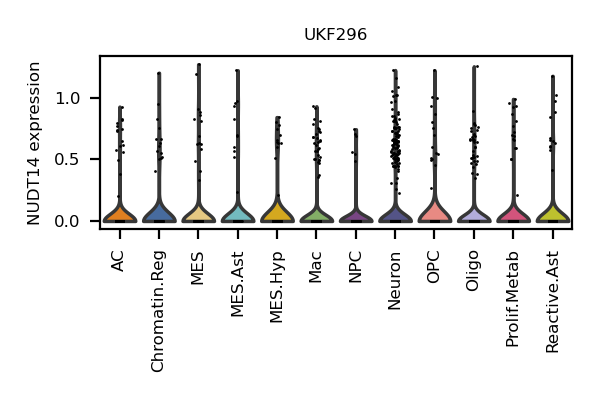 UKF296
NUDT14 expression
1.0
0.5
0.0
AC
Chromatin.Reg
MES
MES.Ast
MES.Hyp
Mac
NPC
Neuron
OPC
Oligo
Prolif.Metab
Reactive.Ast